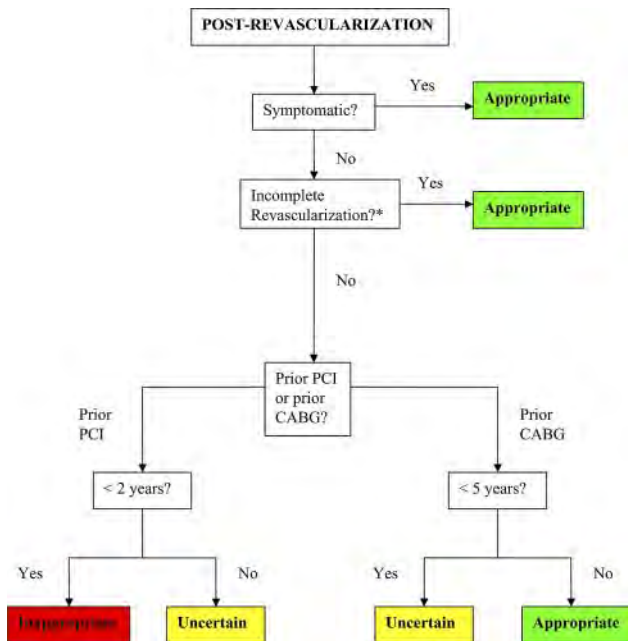 POST-REVASCULARIZATION
Yes
Symptomatic?
Appropriate
No
Incomplete
Revascularization?*
Yes
Appropriate
No
Prior PCI
or prior
CABG?
Prior
PCI
Prior
CABG
< 2 years?
< 5 years?
Yes
No
Yes
No
Inappropriate
Uncertain
Uncertain
Appropriate